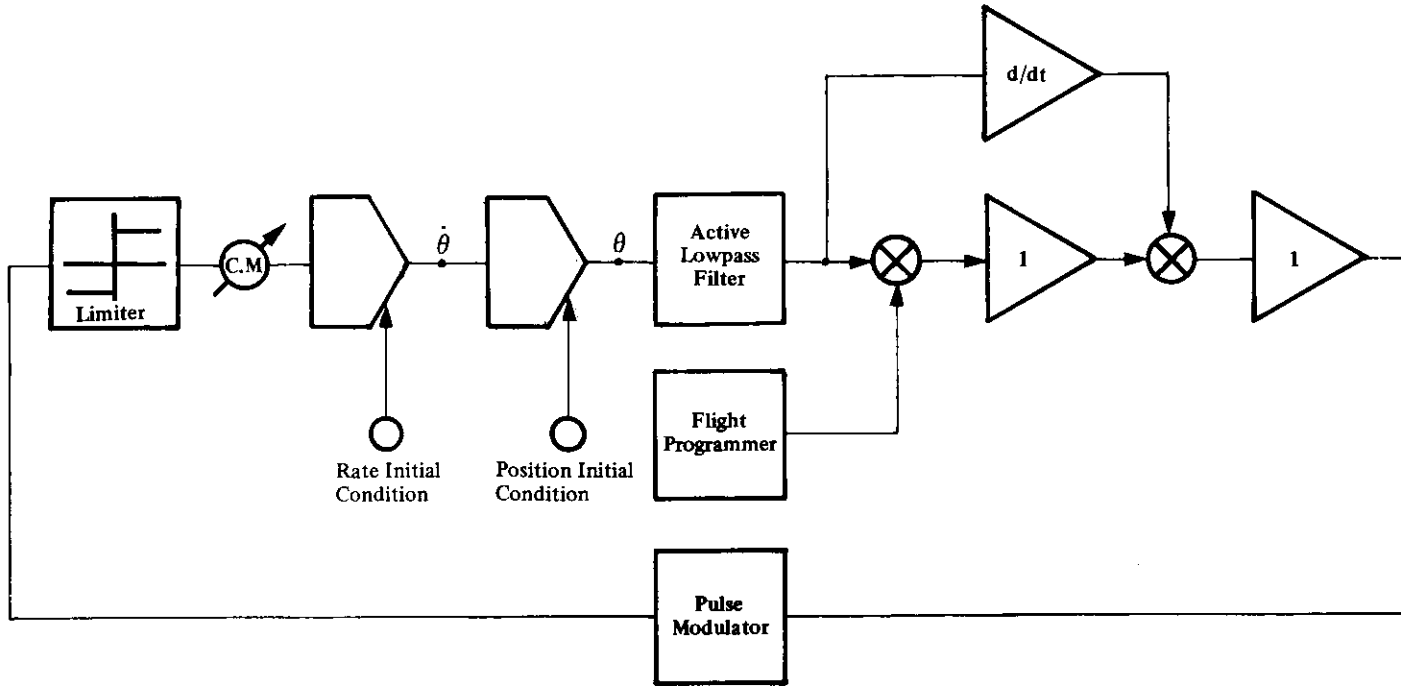 d/dt
Limiter
C.M
θ̇
θ
Active
Lowpass
Filter
1
1
Flight
Programmer
Rate Initial
Condition
Position Initial
Condition
Pulse
Modulator